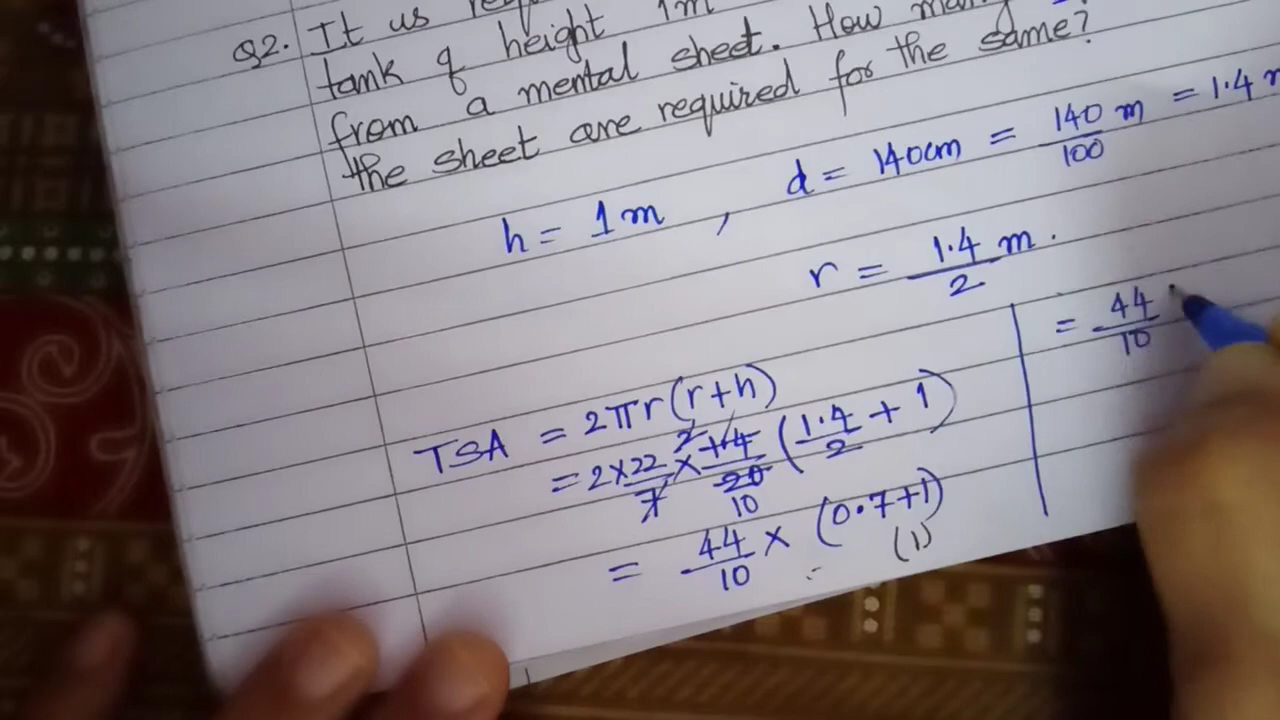 Q2. It us
tank of height 1m
from a mental sheet. How
the sheet are required for the same?
h = 1m , d = 140cm = 140/100 m = 1.4
r = 1.4/2 m.
TSA = 2πr(r+h)
= 2 × 22/7 × 14/20 (1.4/2 + 1)
2
10
= 44/10 × (0.7+1)
(1)
= 44/10